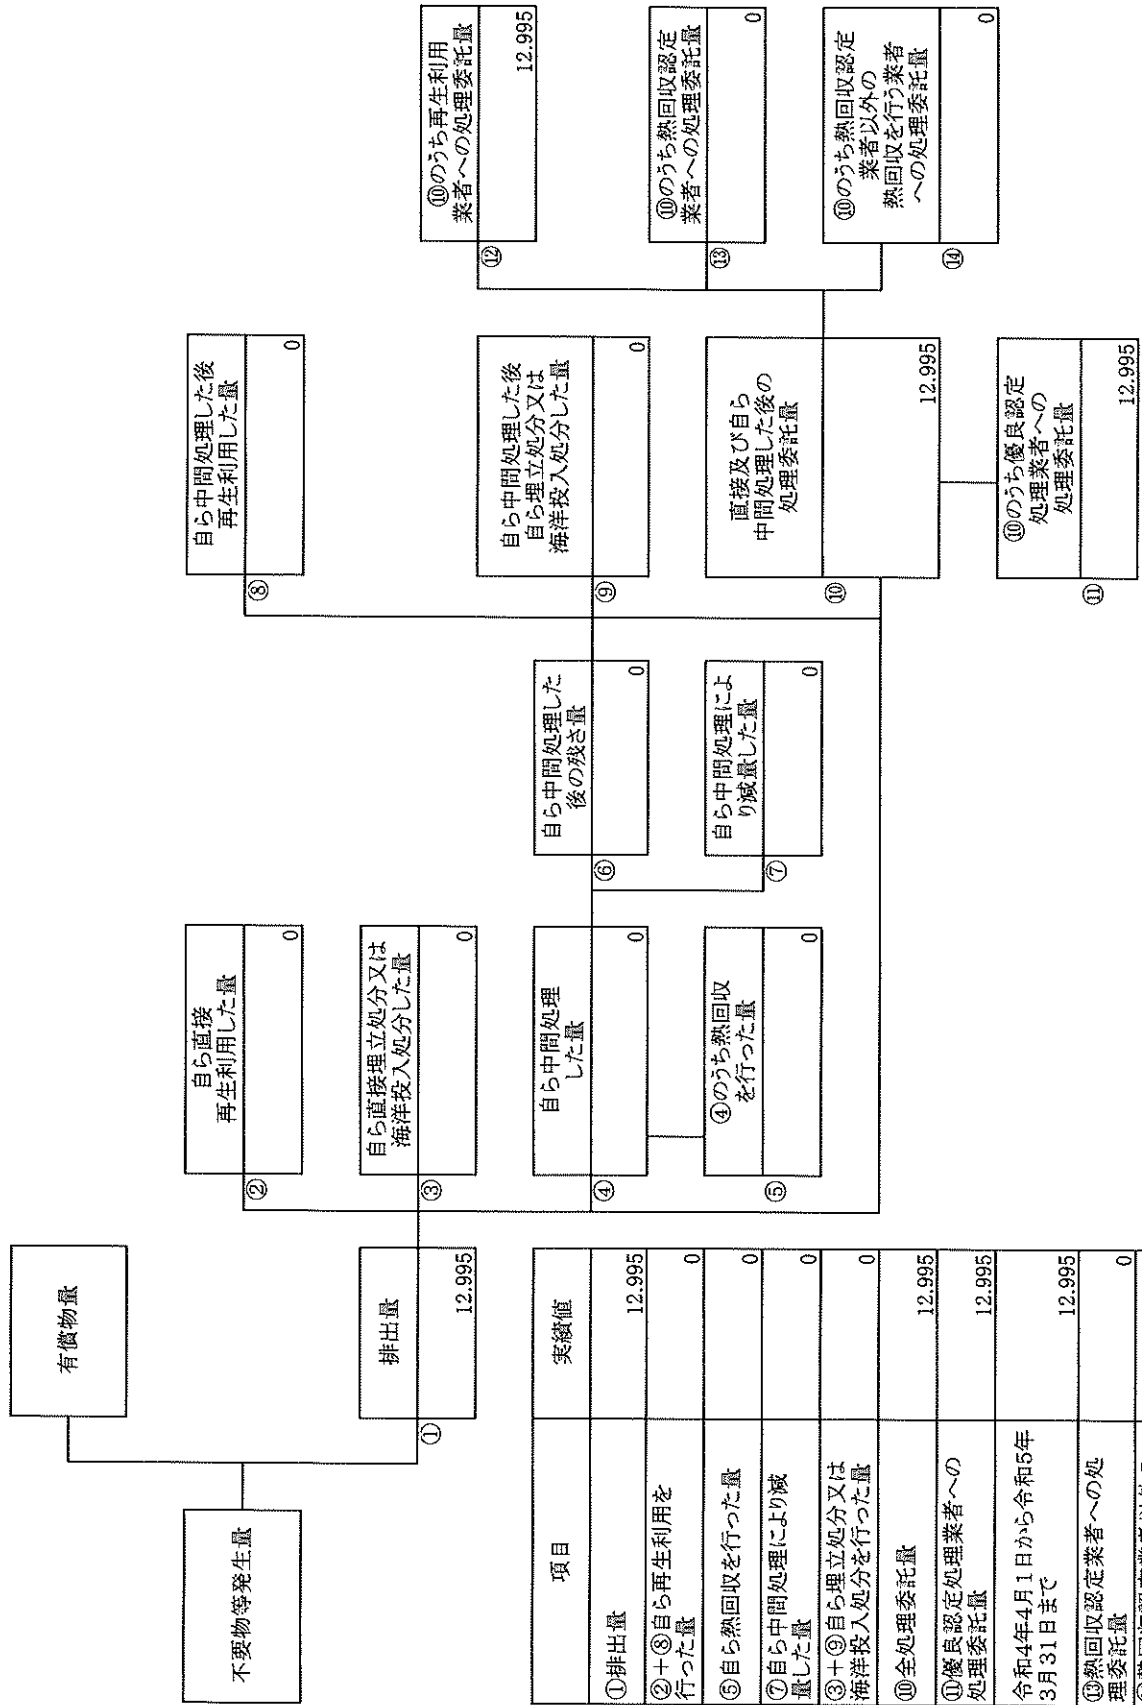 不要物等発生量
有償物量
排出量
①
12.995
自ら直接
再生利用した量
②
0
自ら直接埋立処分又は
海洋投入処分した量
③
0
自ら中間処理
した量
④
0
④のうち熱回収
を行った量
⑤
0
自ら中間処理した
後の残さ量
⑥
0
自ら中間処理によ
り減量した量
⑦
0
自ら中間処理した後
再生利用した量
⑧
0
自ら中間処理した後
自ら埋立処分又は
海洋投入処分した量
⑨
0
直接及び自ら
中間処理した後の
処理委託量
⑩
12.995
⑩のうち優良認定
処理業者への
処理委託量
⑪
12.995
⑩のうち再生利用
業者への処理委託量
⑫
12.995
⑩のうち熱回収認定
業者への処理委託量
⑬
0
⑩のうち熱回収認定
業者以外の
熱回収を行う業者
への処理委託量
⑭
0
項目 実績値
①排出量 12.995
②+⑧自ら再生利用を
行った量 0
⑤自ら熱回収を行った量 0
⑦自ら中間処理により減
量した量 0
③+⑨自ら埋立処分又は
海洋投入処分を行った量 0
⑩全処理委託量 12.995
⑪優良認定処理業者への
処理委託量 12.995
令和4年4月1日から令和5年
3月31日まで 12.995
⑬熱回収認定業者への処
理委託量 0